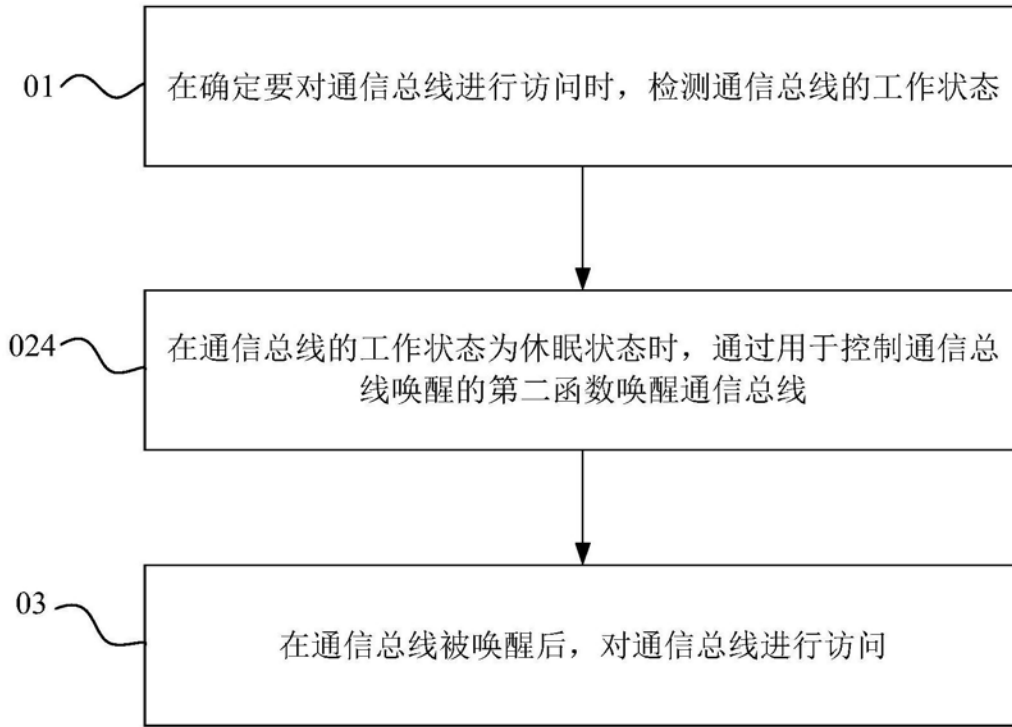 01
在确定要对通信总线进行访问时，检测通信总线的工作状态
024
在通信总线的工作状态为休眠状态时，通过用于控制通信总
线唤醒的第二函数唤醒通信总线
03
在通信总线被唤醒后，对通信总线进行访问